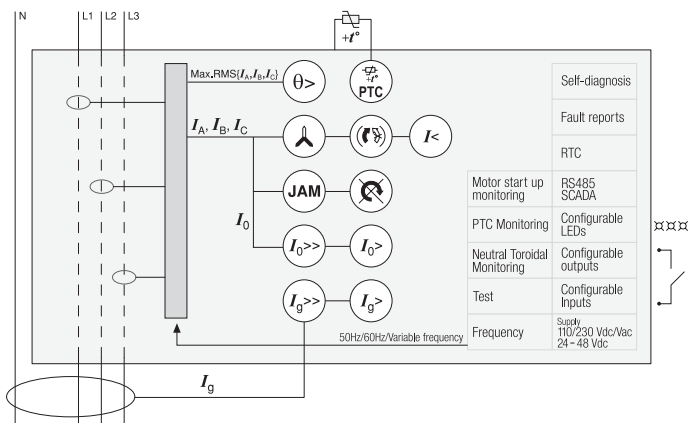 N
L1
L2
L3
+t°
Max.RMS{IA,IB,IC}
θ>
+t°
PTC
IA, IB, IC
I<
JAM
I0
I0>>
I0>
Ig>>
Ig>
50Hz/60Hz/Variable frequency
Ig
Self-diagnosis
Fault reports
RTC
Motor start up
monitoring
RS485
SCADA
PTC Monitoring
Configurable
LEDs
Neutral Toroidal
Monitoring
Configurable
outputs
Test
Configurable
Inputs
Frequency
Supply
110/230 Vdc/Vac
24-48 Vdc